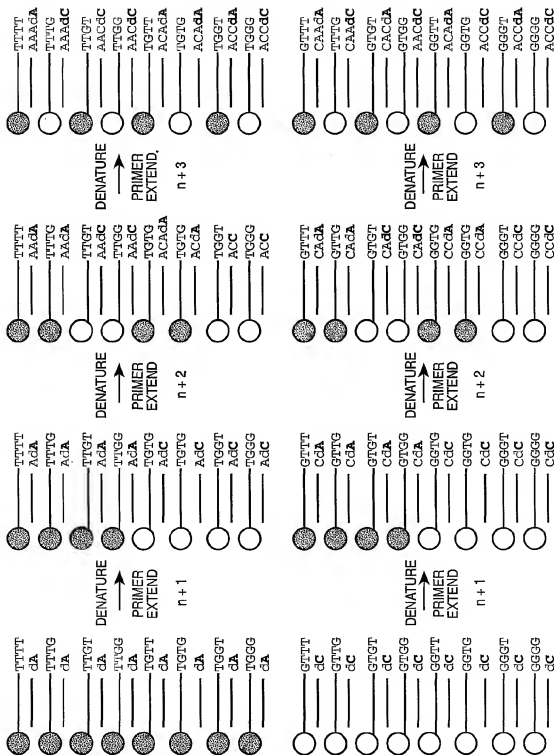 TTTT
dA
TTTG
dA
TTGT
dA
TTGG
dA
TGTT
dA
TGTG
dA
TGGT
dA
TGGG
dA
DENATURE
PRIMER
EXTEND
n + 1
TTTT
AdA
TTTG
AdA
TTGT
AdA
TTGG
AdA
TGTG
AdC
TGTG
AdC
TGGT
AdC
TGGG
AdC
DENATURE
PRIMER
EXTEND
n + 2
TTTT
AAdA
TTTG
AAdA
TTGT
AAdC
TTGG
AAdC
TGTG
ACAdA
TGTG
ACdA
TGGT
ACC
TGGG
ACC
DENATURE
PRIMER
EXTEND.
n + 3
TTTT
AAAdA
TTTG
AAAdC
TTGT
AACdC
TTGG
AACdC
TGTT
ACAdA
TGTG
ACAdA
TGGT
ACCdA
TGGG
ACCdC
GTTT
dC
GTTG
dC
GTGT
dC
GTGG
dC
GGTT
dC
GGTG
dC
GGGT
dC
GGGG
dC
DENATURE
PRIMER
EXTEND
n + 1
GTTT
CdA
GTTG
CdA
GTGT
CdA
GTGG
CdA
GGTG
CdC
GGTG
CdC
GGGT
CdC
GGGG
CdC
DENATURE
PRIMER
EXTEND
n + 2
GTTT
CAdA
GTTG
CAdA
GTGT
CAdC
GTGG
CAdC
GGTG
CCdA
GGTG
CCdA
GGGT
CCdC
GGGG
CCdC
DENATURE
PRIMER
EXTEND
n + 3
GTTT
CAAdA
TTTG
CAAdC
GTGT
CACdA
GTGG
AACdC
GGTT
ACAdA
GGTG
ACCdC
GGGT
ACCdA
GGGG
ACCdC